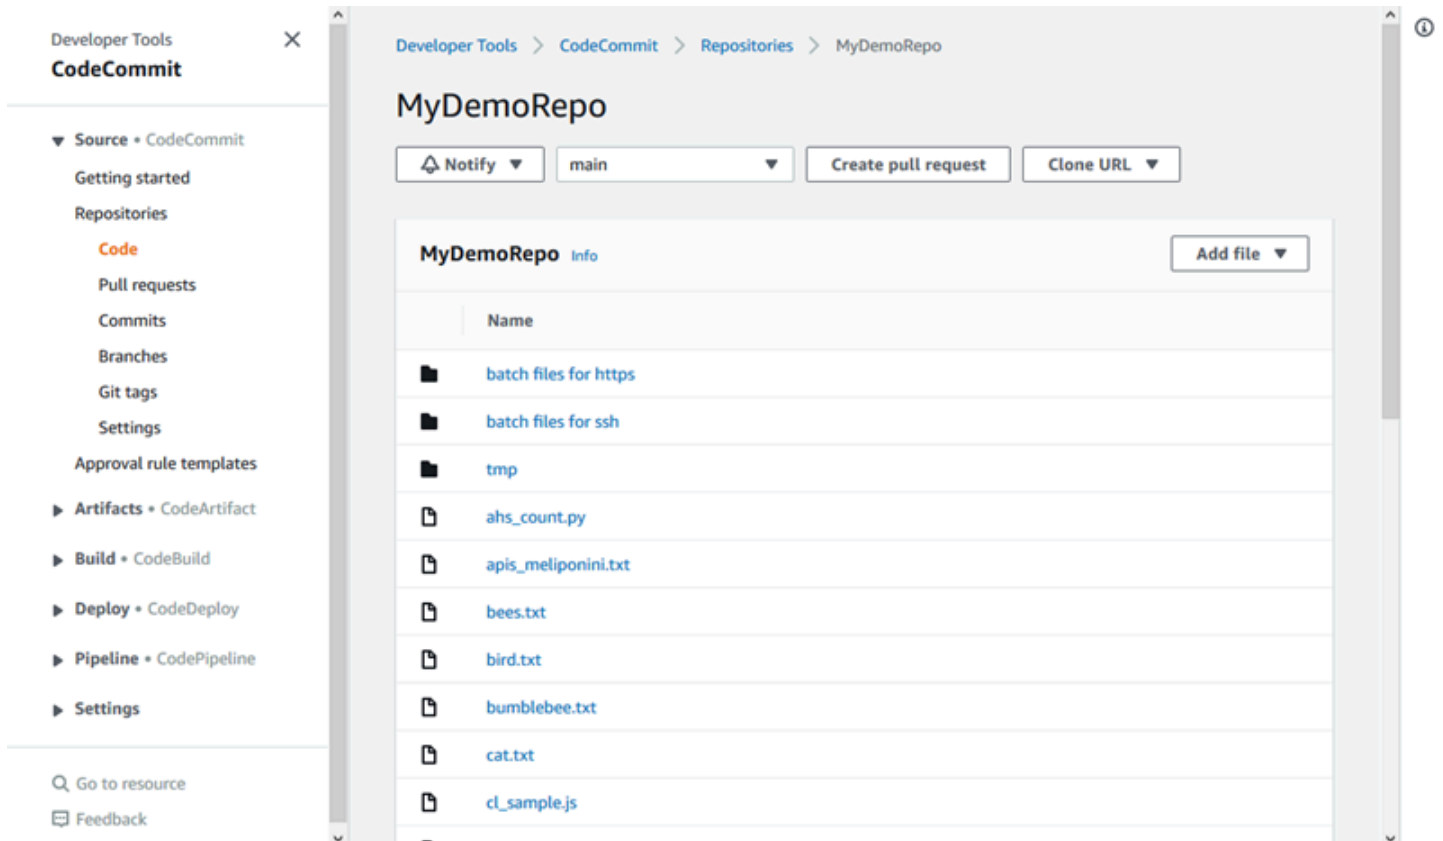 Developer Tools
CodeCommit
Source • CodeCommit
Getting started
Repositories
Code
Pull requests
Commits
Branches
Git tags
Settings
Approval rule templates
Artifacts • CodeArtifact
Build • CodeBuild
Deploy • CodeDeploy
Pipeline • CodePipeline
Settings
Go to resource
Feedback
Developer Tools > CodeCommit > Repositories > MyDemoRepo
MyDemoRepo
Notify main Create pull request Clone URL
MyDemoRepo Info Add file
Name
batch files for https
batch files for ssh
tmp
ahs_count.py
apis_meliponini.txt
bees.txt
bird.txt
bumblebee.txt
cat.txt
cl_sample.js